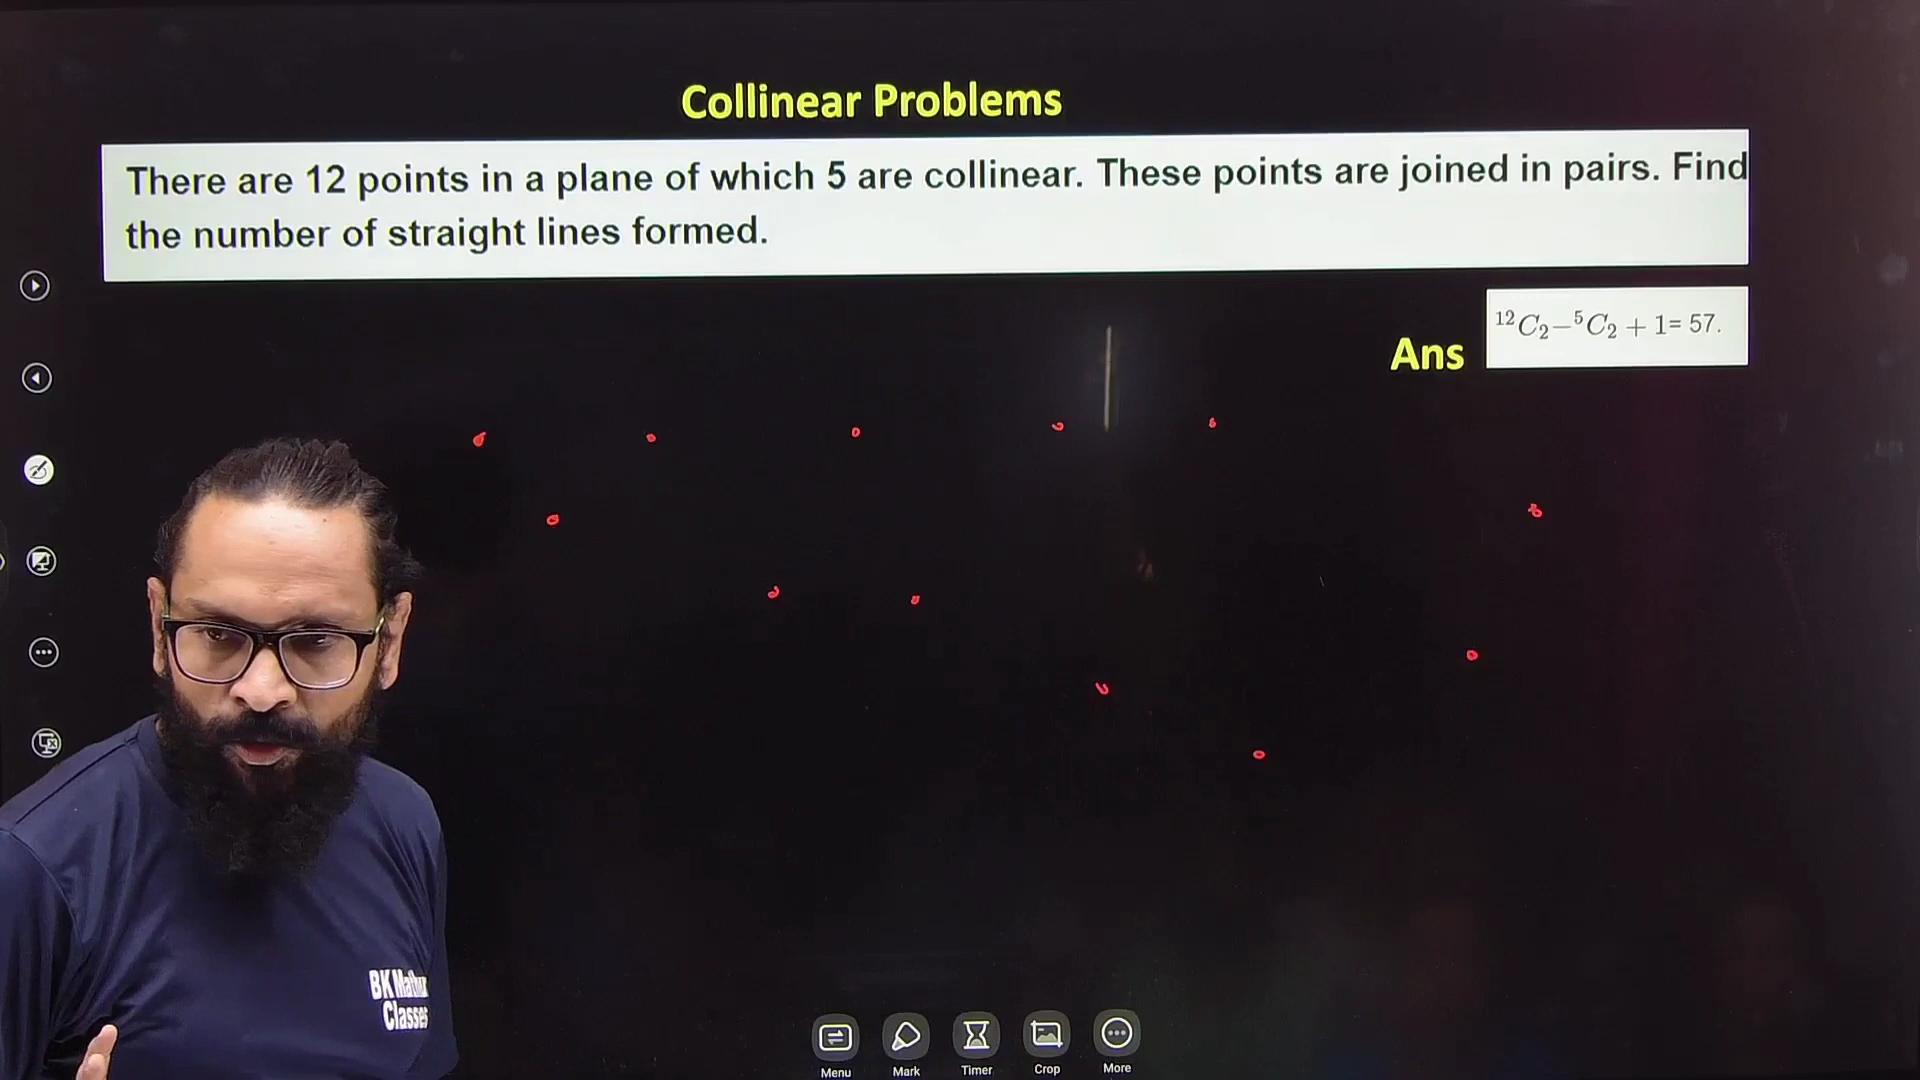 Collinear Problems
There are 12 points in a plane of which 5 are collinear. These points are joined in pairs. Find
the number of straight lines formed.
Ans
¹²C₂–⁵C₂ + 1= 57.
BK Mathur
Classes
Menu
Mark
Timer
Crop
More